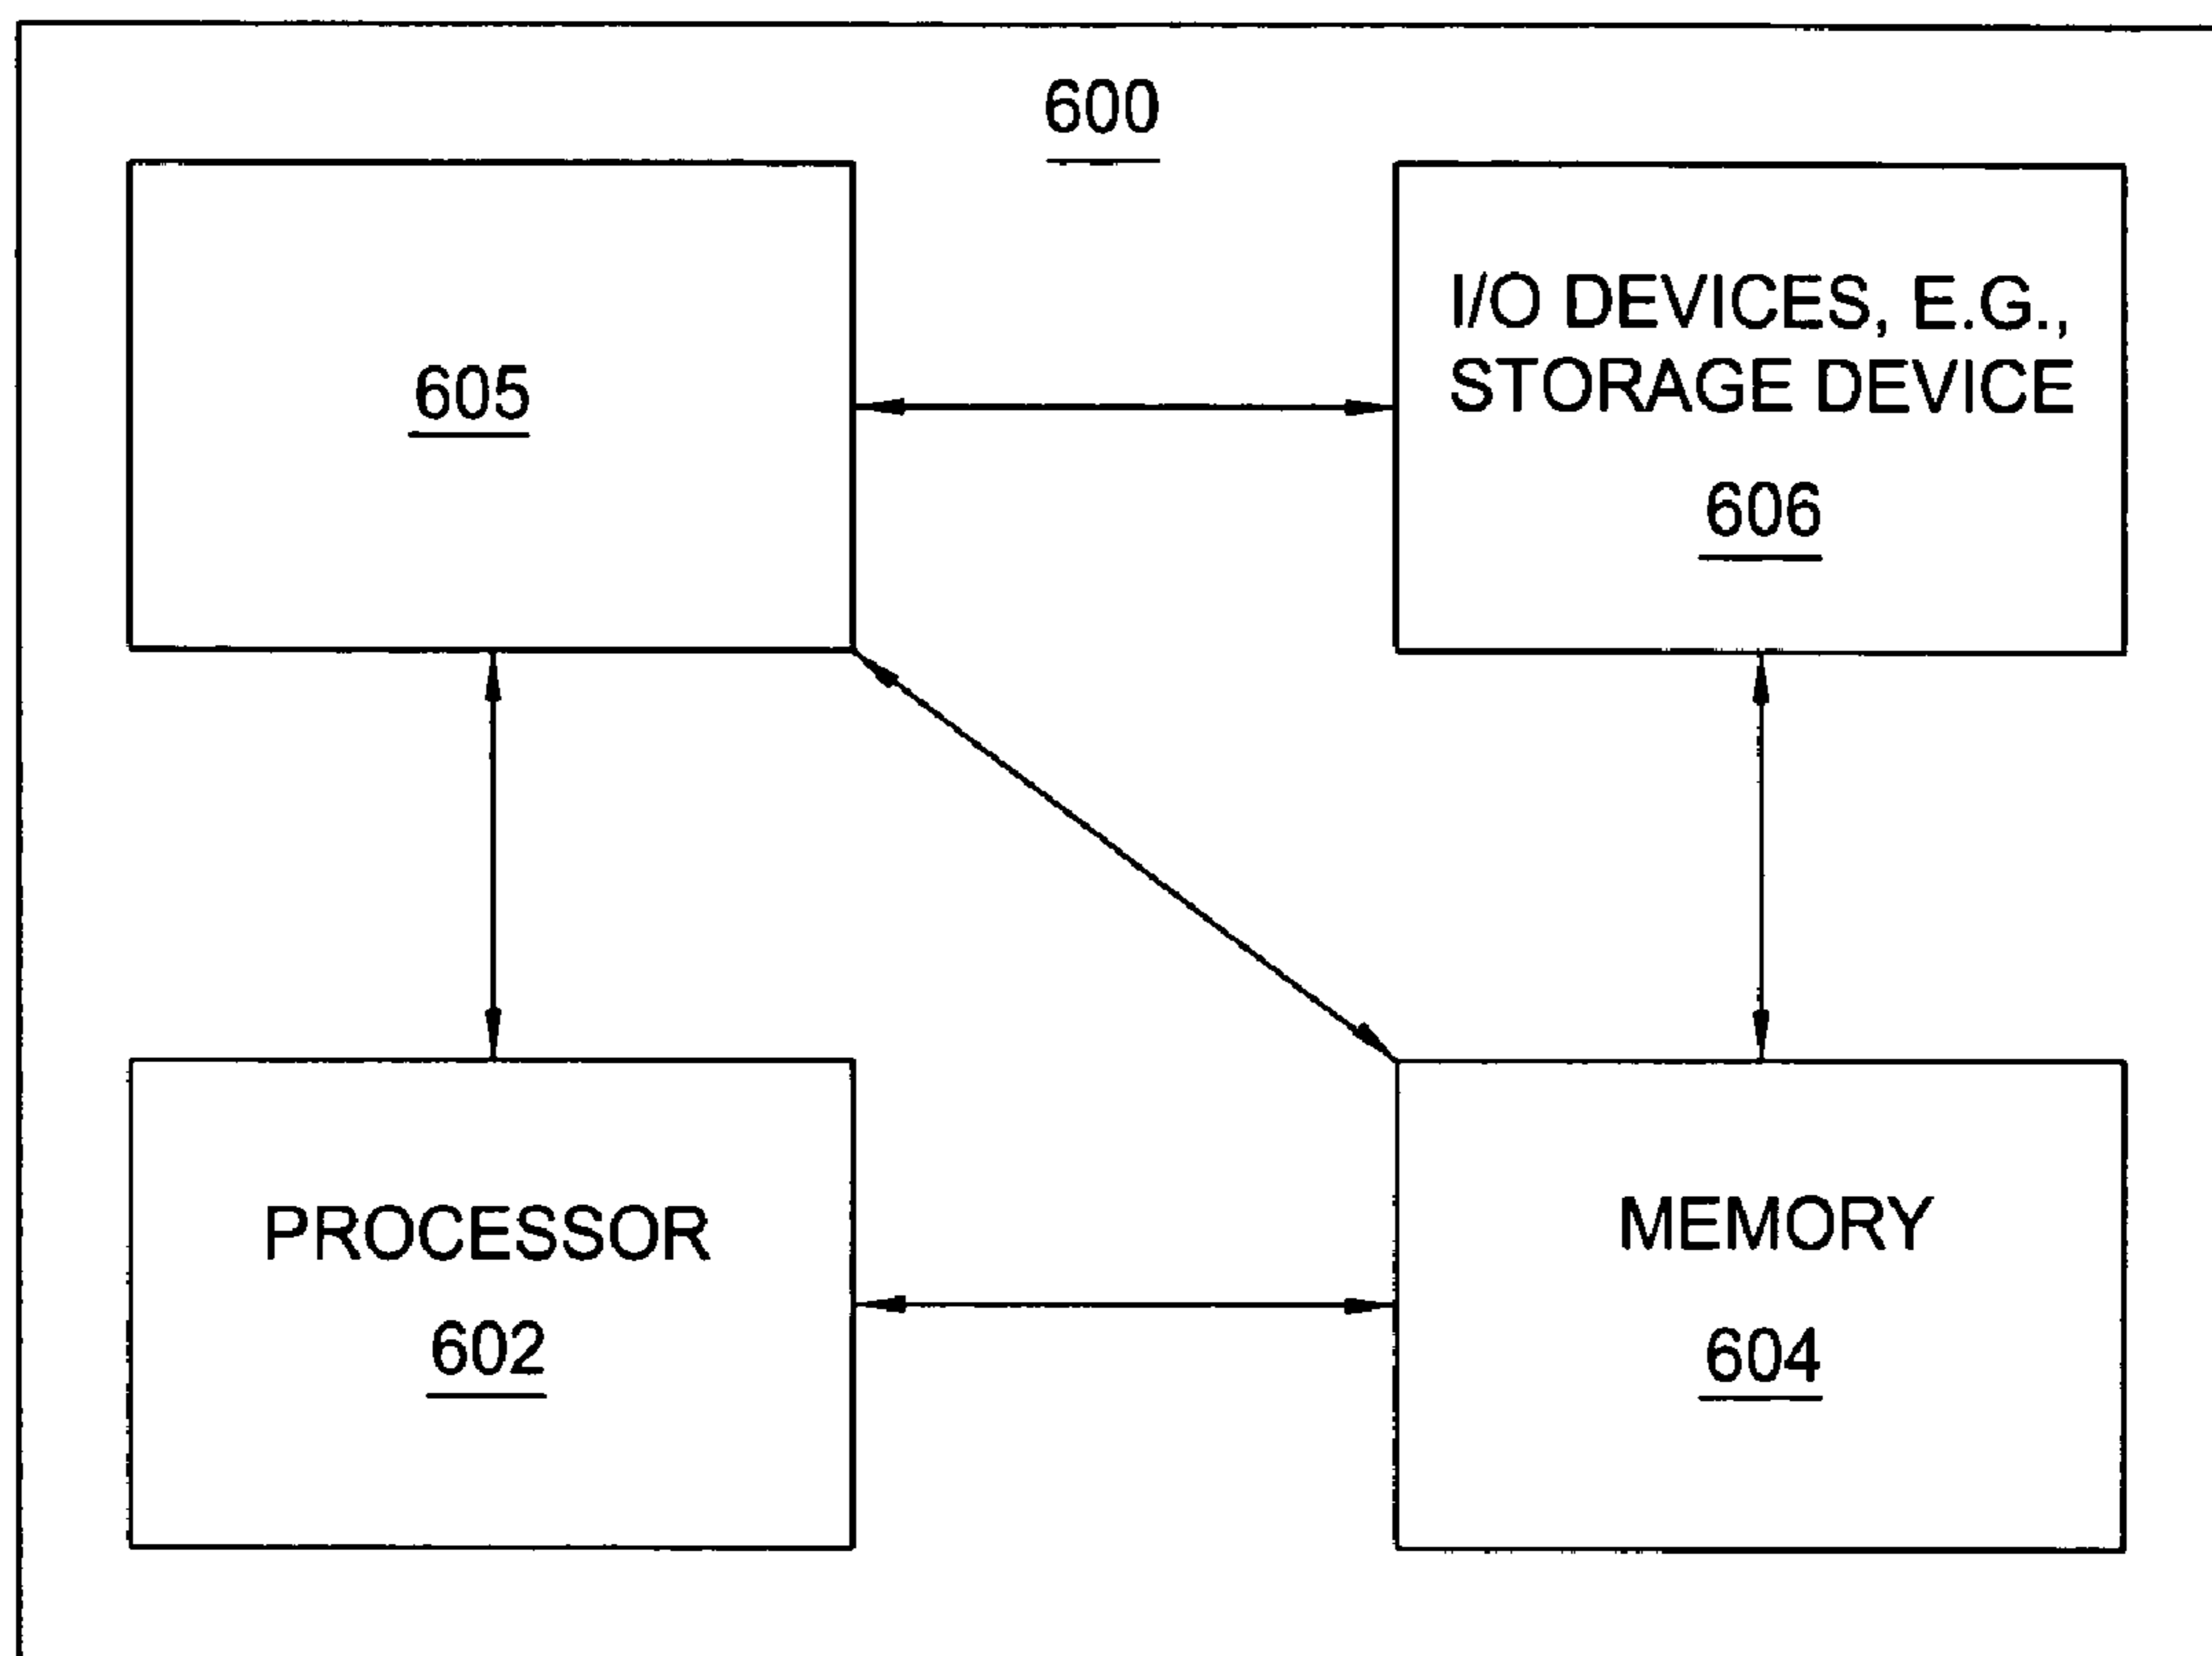 600
605
I/O DEVICES, E.G.,
STORAGE DEVICE
606
PROCESSOR
602
MEMORY
604